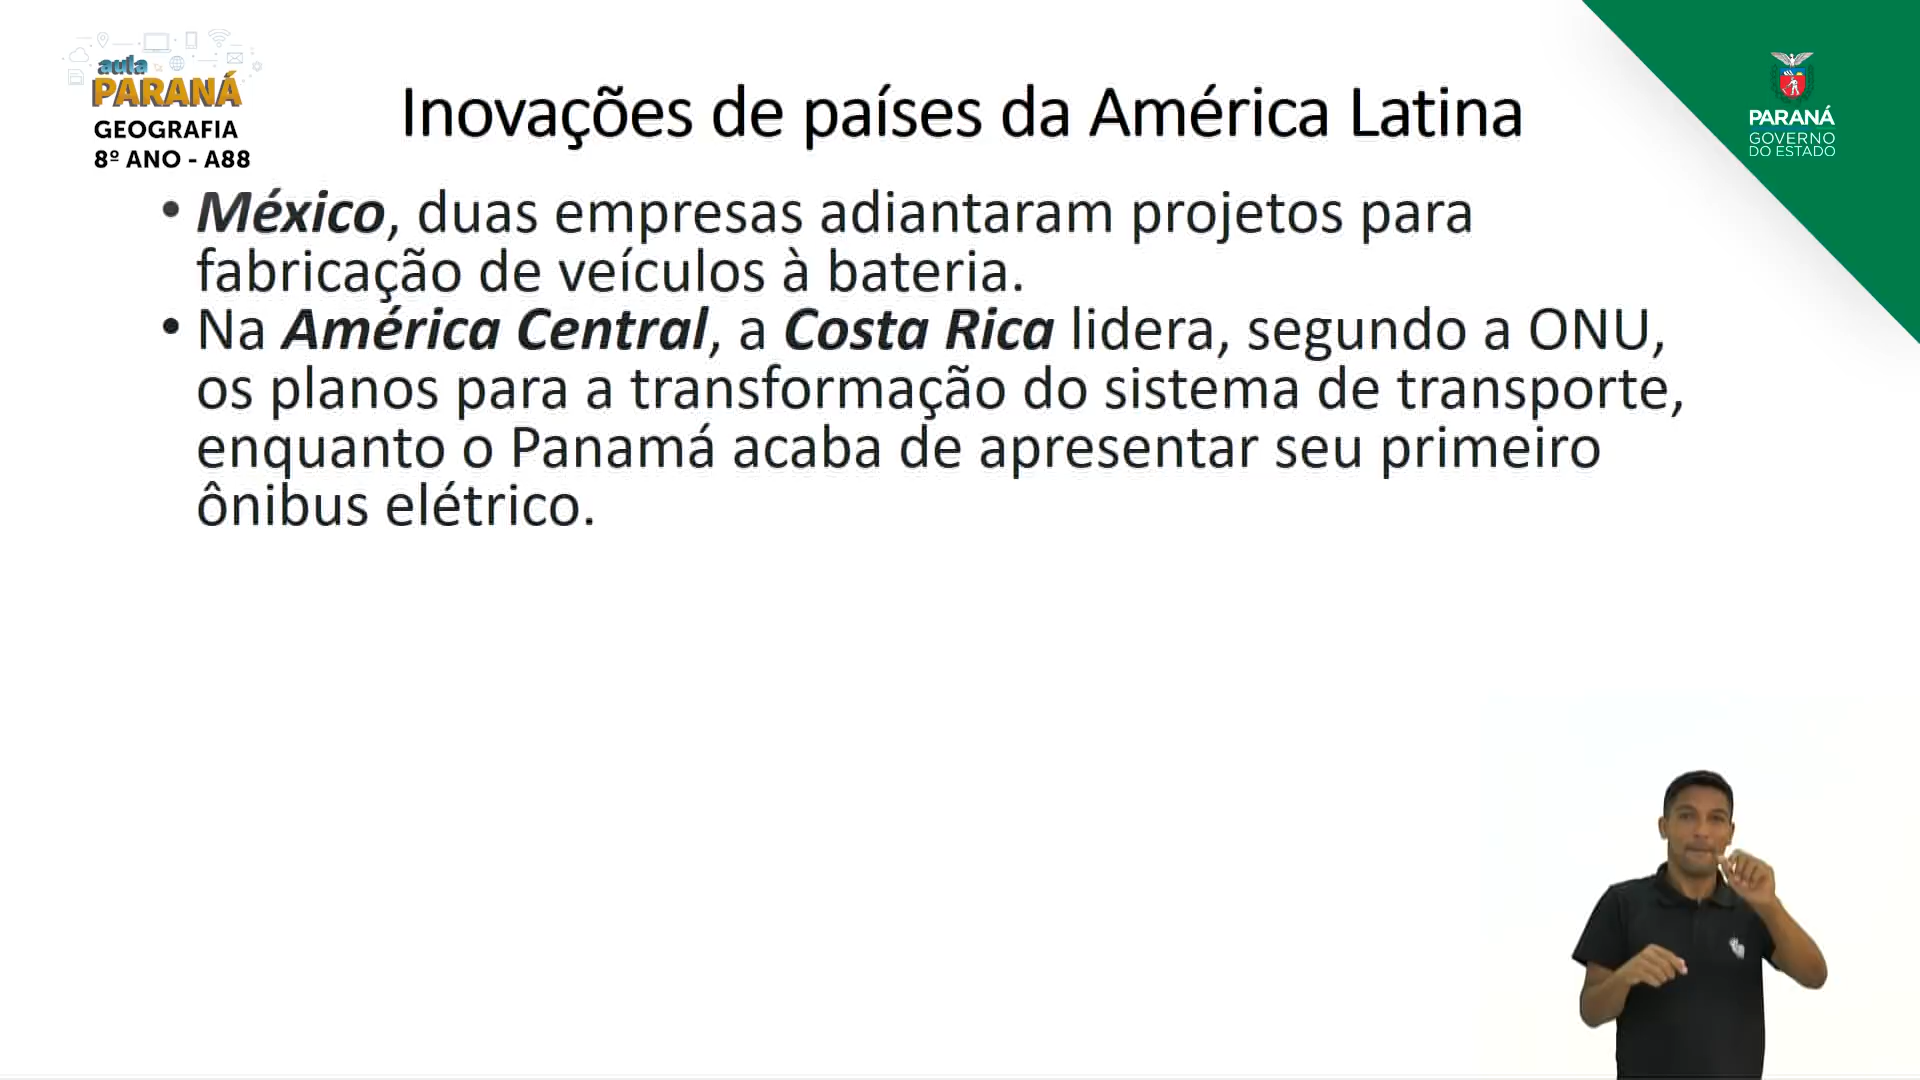 aula
PARANÁ
GEOGRAFIA
8º ANO - A88
Inovações de países da América Latina
PARANÁ
GOVERNO
DO ESTADO
• México, duas empresas adiantaram projetos para
fabricação de veículos à bateria.
• Na América Central, a Costa Rica lidera, segundo a ONU,
os planos para a transformação do sistema de transporte,
enquanto o Panamá acaba de apresentar seu primeiro
ônibus elétrico.